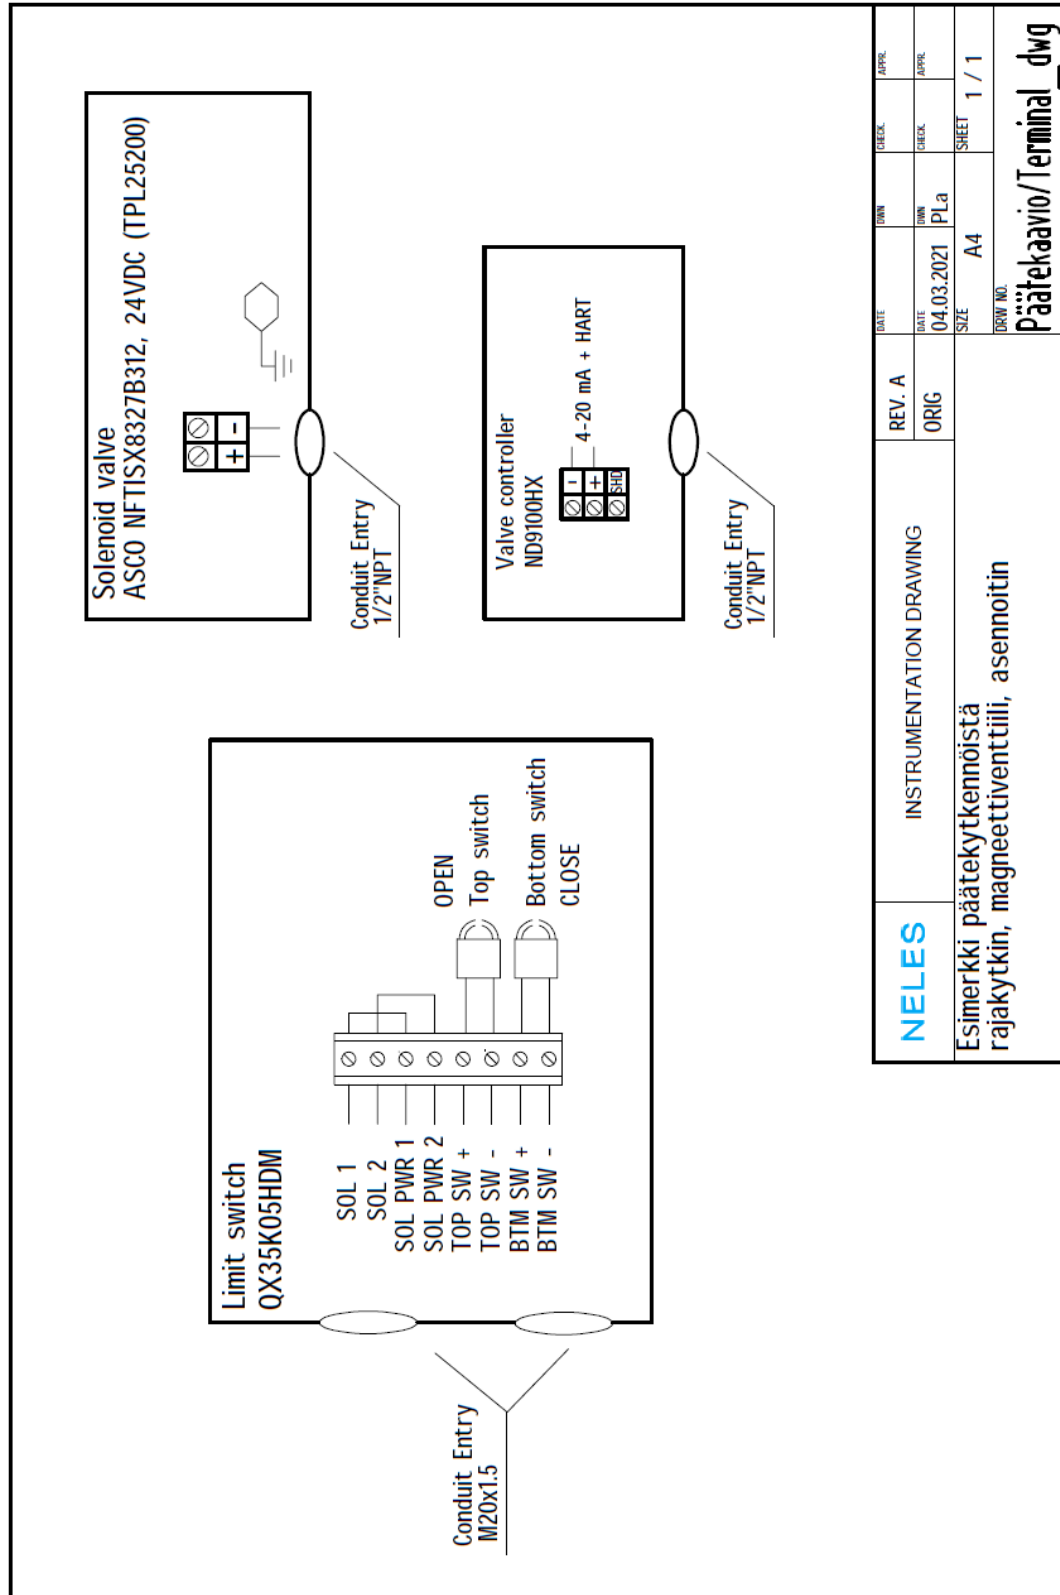 Limit switch
QX35K05HDM
SOL 1
SOL 2
SOL PWR 1
SOL PWR 2
TOP SW +
TOP SW -
BTM SW +
BTM SW -
OPEN
Top switch
Bottom switch
CLOSE
Conduit Entry
M20x1.5
Solenoid valve
ASCO NFTISX8327B312, 24VDC (TPL25200)
+ -
Conduit Entry
1/2"NPT
Valve controller
ND9100HX
-
+
SHD
4-20 mA + HART
Conduit Entry
1/2"NPT
NELES
INSTRUMENTATION DRAWING
REV. A
DATE
DWN
CHECK.
APPR.
ORIG
DATE
04.03.2021
DWN
PLa
CHECK.
APPR.
Esimerkki päätekytkennöistä
rajakytkin, magneettiventtiili, asennoitin
SIZE
A4
SHEET
1 / 1
DRW NO.
Päätekaavio/Terminal_dwg